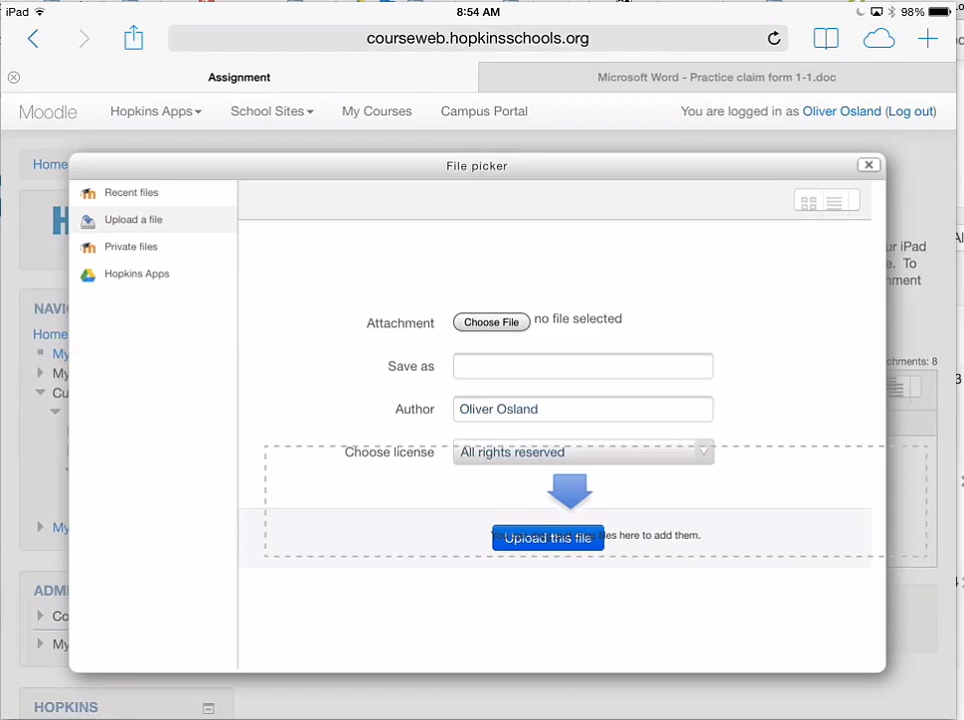 iPad 8:54 AM 98%
courseweb.hopkinsschools.org
Assignment Microsoft Word - Practice claim form 1-1.doc
Moodle Hopkins Apps School Sites My Courses Campus Portal You are logged in as Oliver Osland (Log out)
Home
File picker
Recent files
Upload a file
Private files
Hopkins Apps
H
ur iPad
e. To
nment
NAVI
Home
My
My
Cu
My
Attachment Choose File no file selected
Save as
Author Oliver Osland
Choose license All rights reserved
chments: 8
Upload this file
files here to add them.
ADM
Co
My
HOPKINS